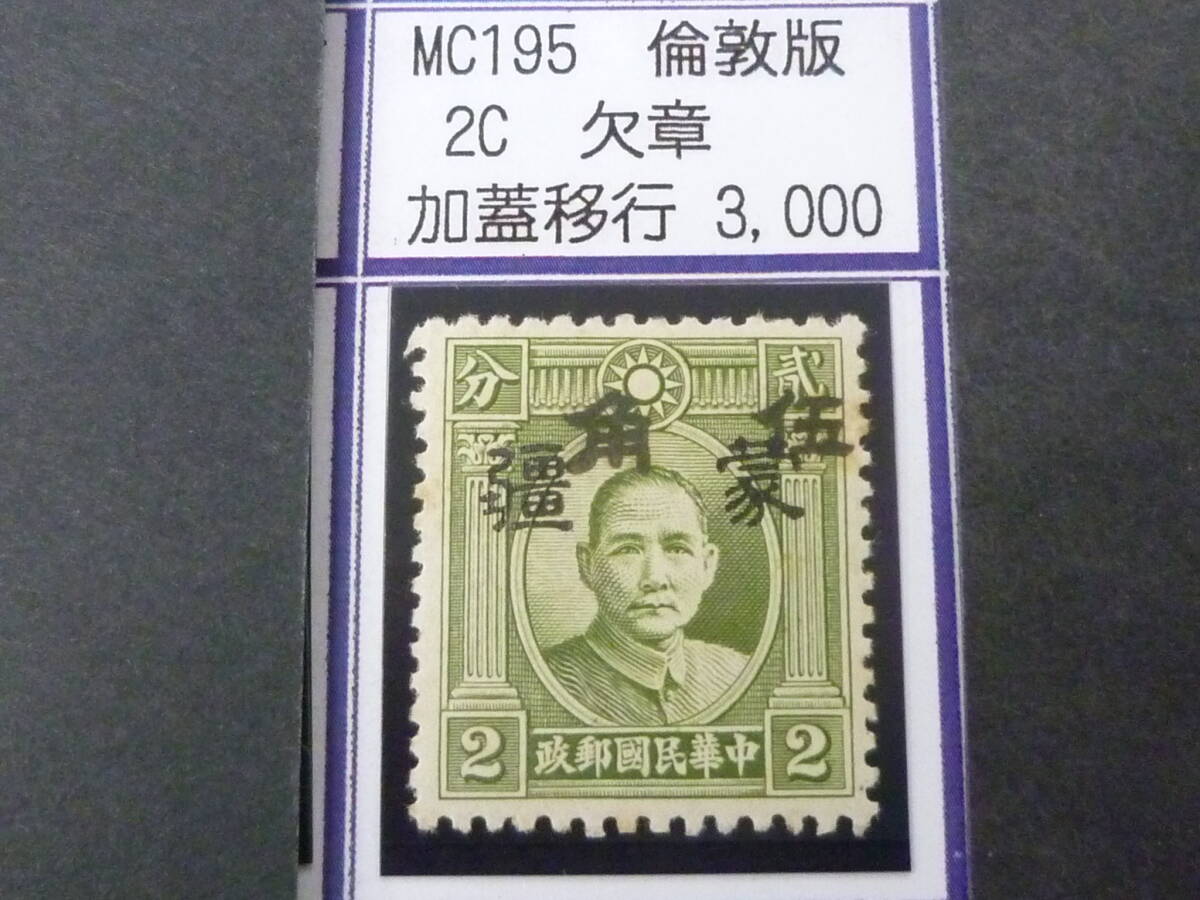 MC195 倫敦版
2C 欠章
加蓋移行 3,000
分 弍
角 伍
疆 蒙
2 政郵國民華中 2